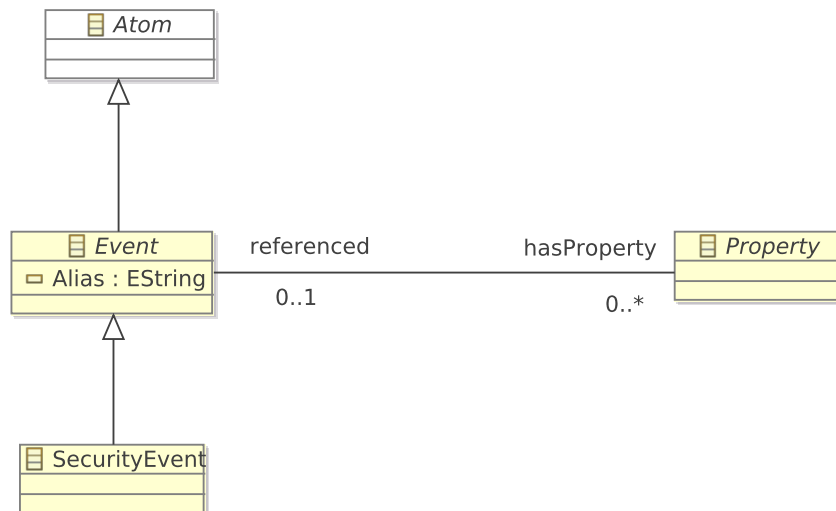 Atom
Event
Alias : EString
referenced
0..1
hasProperty
0..*
Property
SecurityEvent